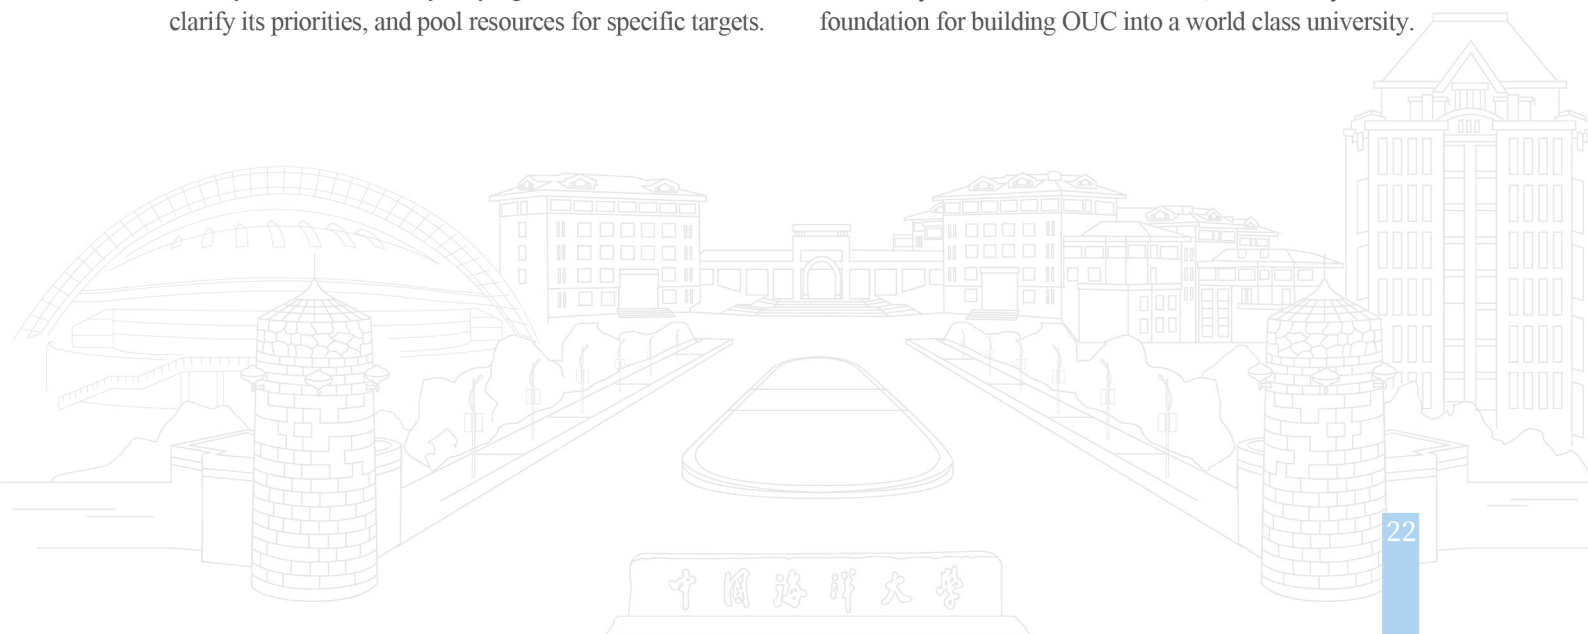 clarify its priorities, and pool resources for specific targets.
foundation for building OUC into a world class university.
22
中国海洋大学